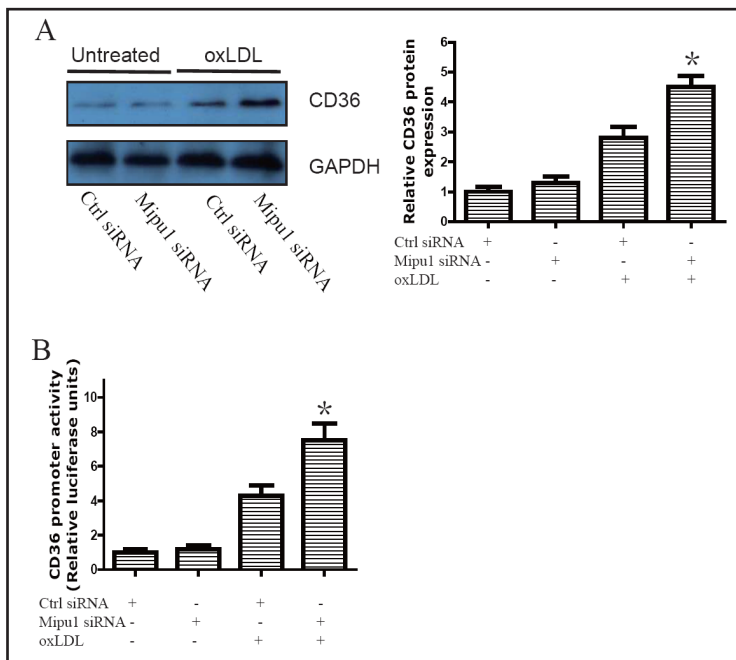 A
Untreated oxLDL
CD36
GAPDH
Ctrl siRNA
Mipu1 siRNA
Ctrl siRNA
Mipu1 siRNA
Relative CD36 protein
expression
6
5
4
3
2
1
0
Ctrl siRNA + - + -
Mipu1 siRNA - + - +
oxLDL - - + +
B
CD36 promoter activity
(Relative luciferase units)
10
8
6
4
2
0
*
*
Ctrl siRNA + - + -
Mipu1 siRNA - + - +
oxLDL - - + +